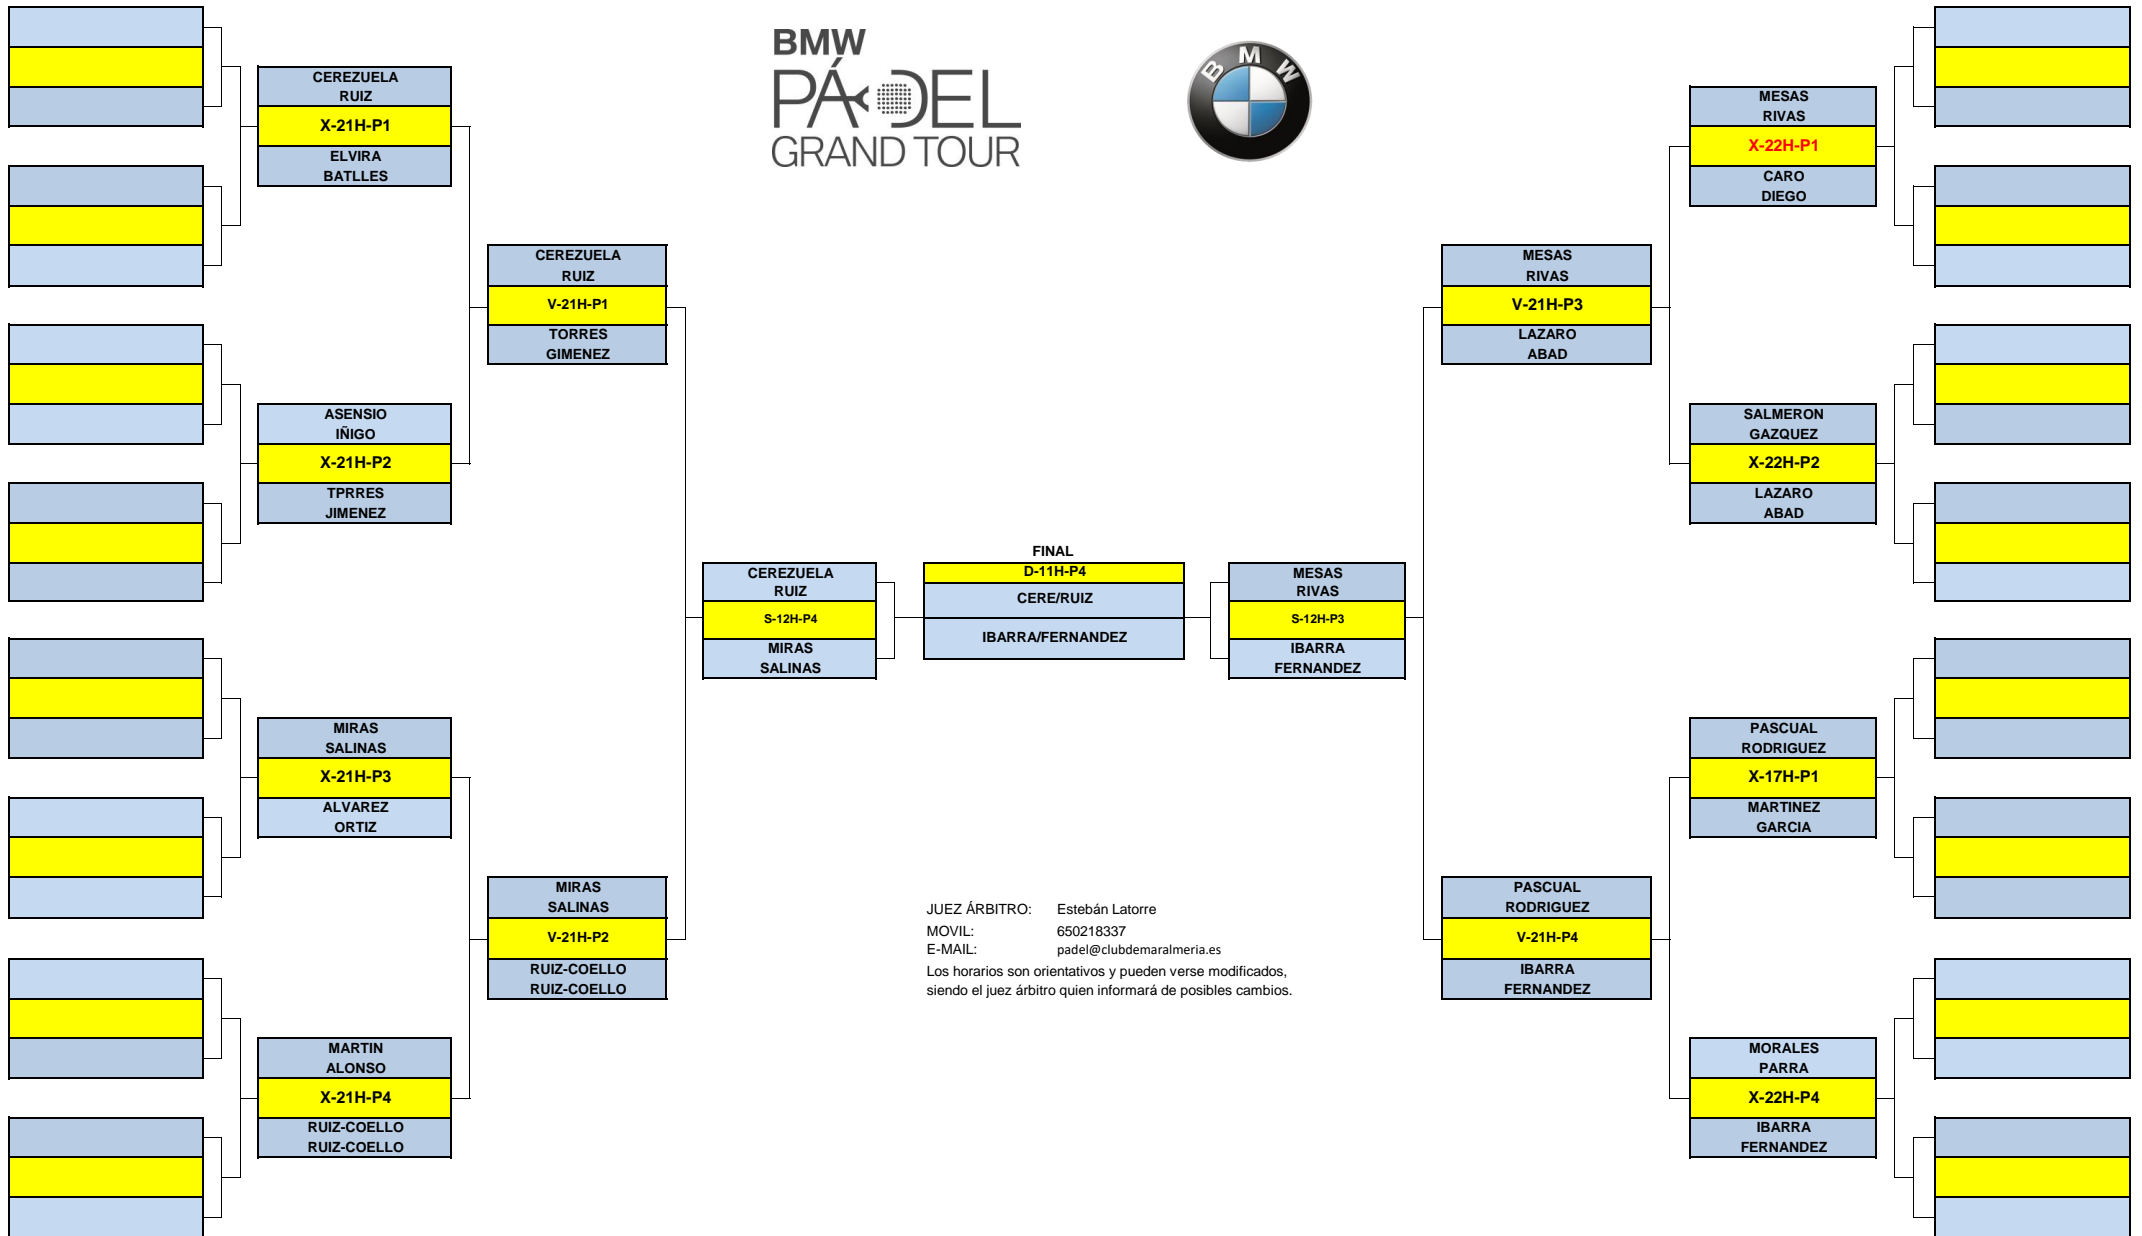 BMW
PÁDEL
GRAND TOUR
BMW
CEREZUELA
RUIZ
X-21H-P1
ELVIRA
BATLLES
ASENSIO
IÑIGO
X-21H-P2
TPRRES
JIMENEZ
MIRAS
SALINAS
X-21H-P3
ALVAREZ
ORTIZ
MARTIN
ALONSO
X-21H-P4
RUIZ-COELLO
RUIZ-COELLO
CEREZUELA
RUIZ
V-21H-P1
TORRES
GIMENEZ
MIRAS
SALINAS
V-21H-P2
RUIZ-COELLO
RUIZ-COELLO
CEREZUELA
RUIZ
S-12H-P4
MIRAS
SALINAS
FINAL
D-11H-P4
CERE/RUIZ
IBARRA/FERNANDEZ
MESAS
RIVAS
S-12H-P3
IBARRA
FERNANDEZ
JUEZ ÁRBITRO: Estebán Latorre
MOVIL: 650218337
E-MAIL: padel@clubdemaralmeria.es
Los horarios son orientativos y pueden verse modificados,
siendo el juez árbitro quien informará de posibles cambios.
MESAS
RIVAS
V-21H-P3
LAZARO
ABAD
PASCUAL
RODRIGUEZ
V-21H-P4
IBARRA
FERNANDEZ
MESAS
RIVAS
X-22H-P1
CARO
DIEGO
SALMERON
GAZQUEZ
X-22H-P2
LAZARO
ABAD
PASCUAL
RODRIGUEZ
X-17H-P1
MARTINEZ
GARCIA
MORALES
PARRA
X-22H-P4
IBARRA
FERNANDEZ